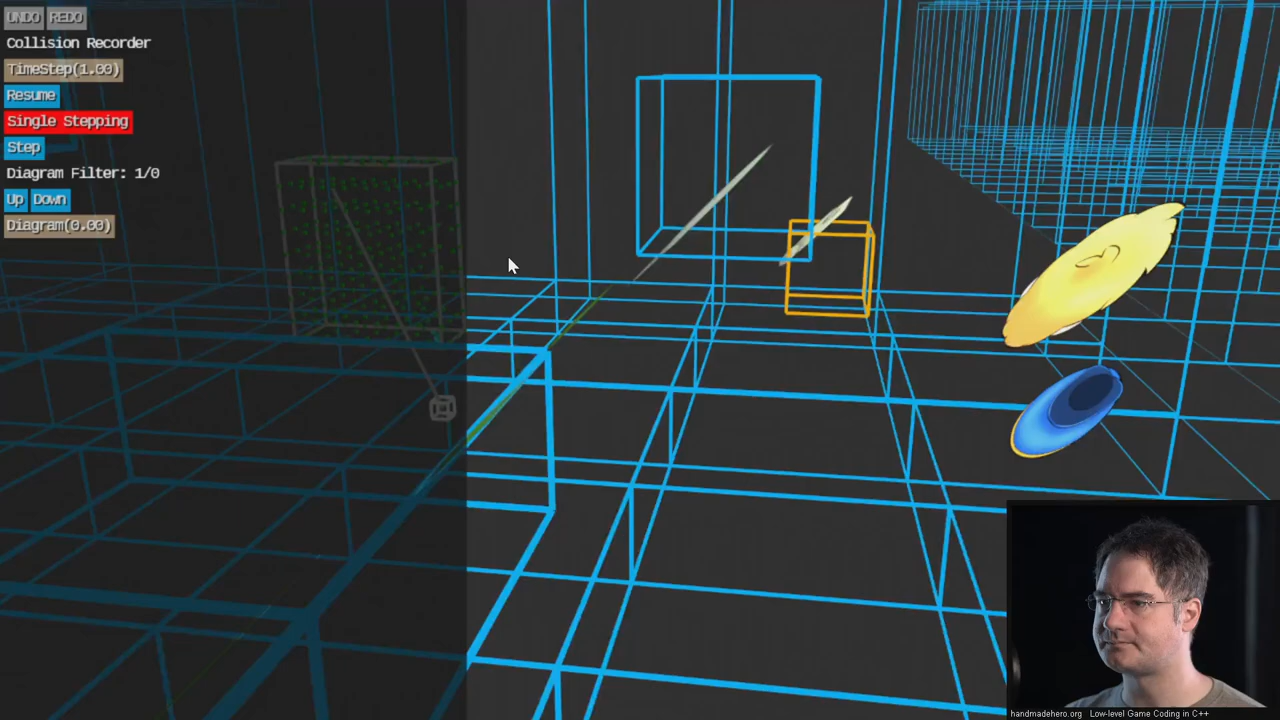 UNDO REDO
Collision Recorder
TimeStep(1.00)
Resume
Single Stepping
Step
Diagram Filter: 1/0
Up Down
Diagram(0.00)
handmadehero.org Low-level Game Coding in C++